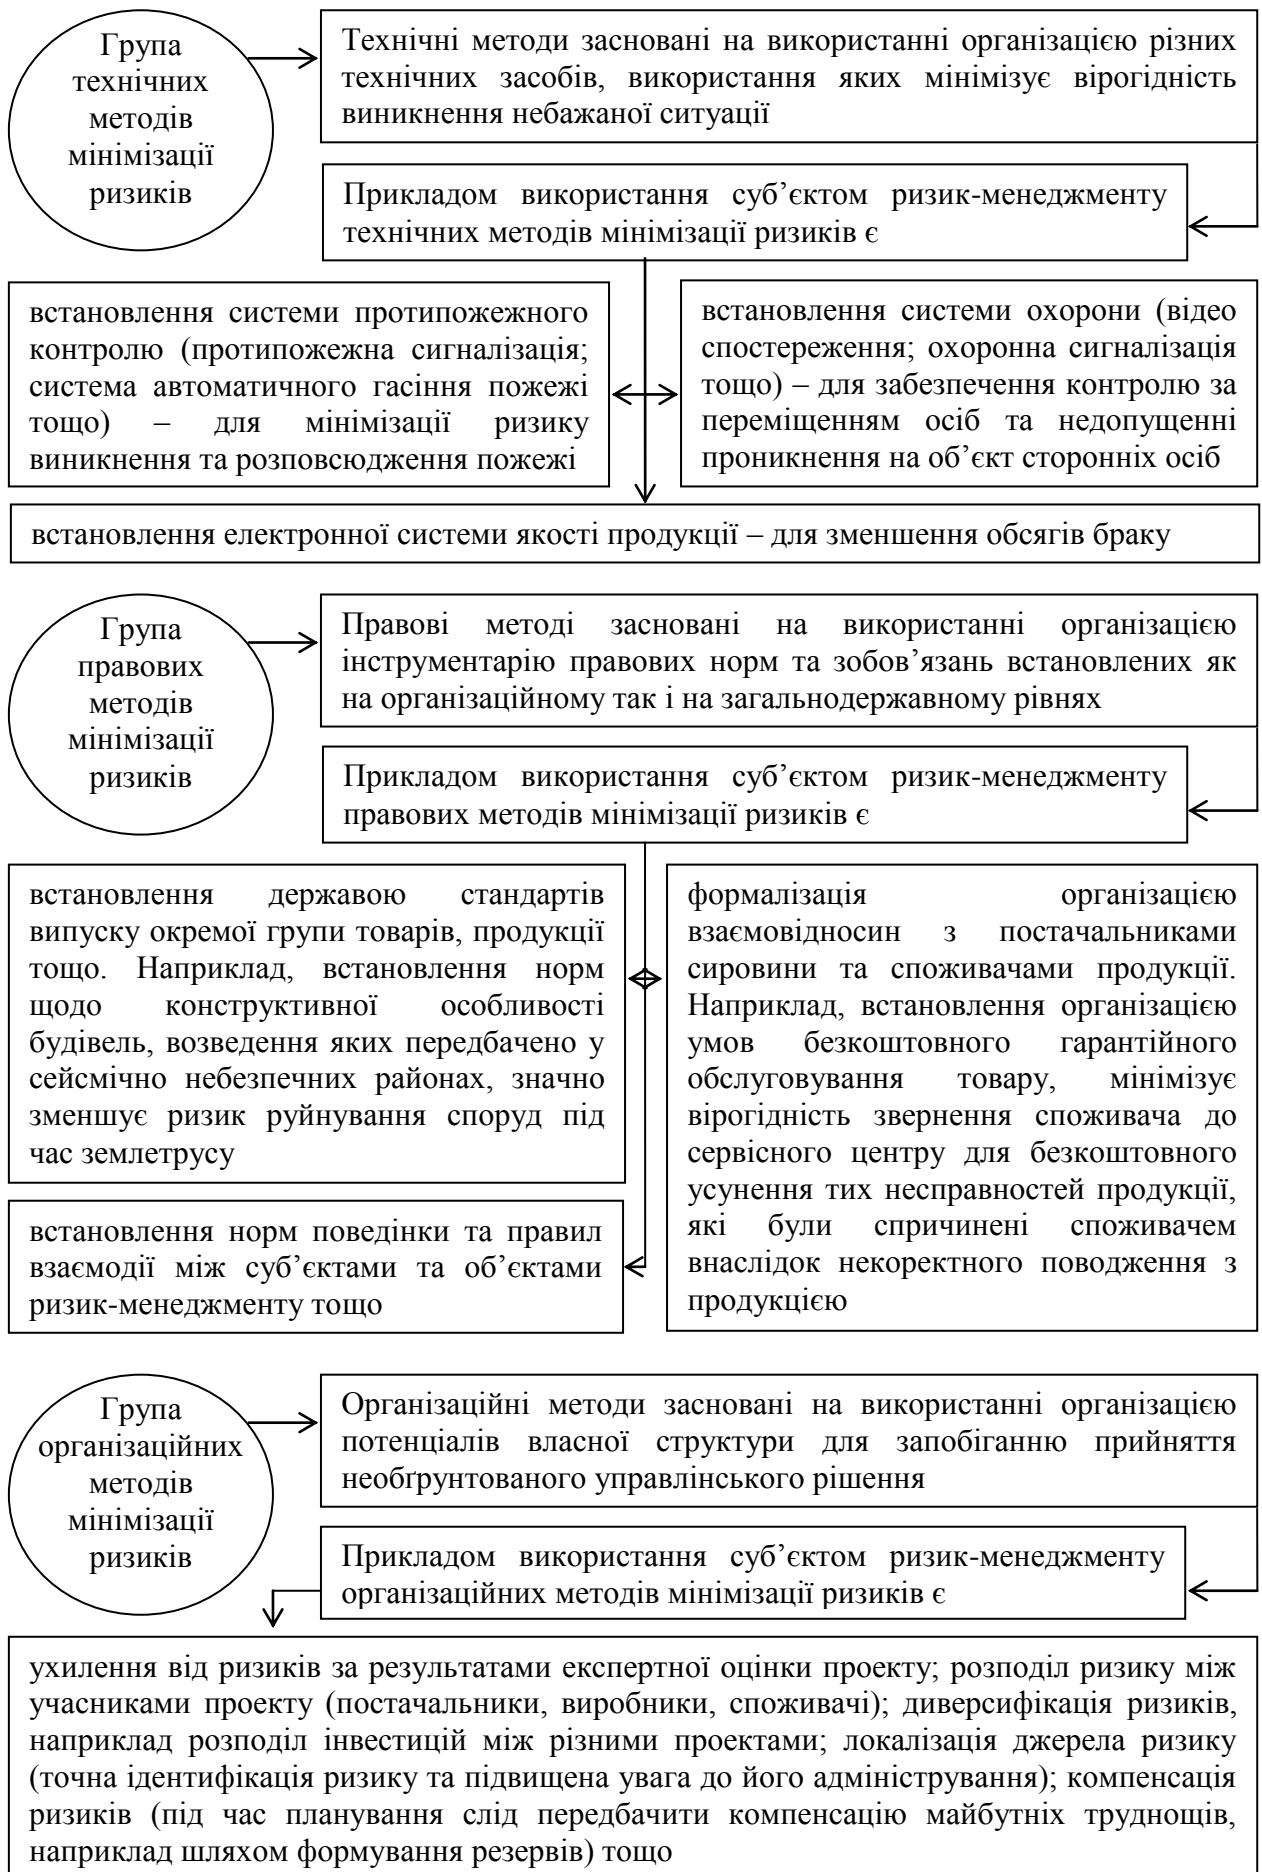 Група
технічних
методів
мінімізації
ризиків
Технічні методи засновані на використанні організацією різних
технічних засобів, використання яких мінімізує вірогідність
виникнення небажаної ситуації
Прикладом використання суб’єктом ризик-менеджменту
технічних методів мінімізації ризиків є
встановлення системи протипожежного
контролю (протипожежна сигналізація;
система автоматичного гасіння пожежі
тощо) – для мінімізації ризику
виникнення та розповсюдження пожежі
встановлення системи охорони (відео
спостереження; охоронна сигналізація
тощо) – для забезпечення контролю за
переміщенням осіб та недопущенні
проникнення на об’єкт сторонніх осіб
встановлення електронної системи якості продукції – для зменшення обсягів браку
Група
правових
методів
мінімізації
ризиків
Правові методі засновані на використанні організацією
інструментарію правових норм та зобов’язань встановлених як
на організаційному так і на загальнодержавному рівнях
Прикладом використання суб’єктом ризик-менеджменту
правових методів мінімізації ризиків є
встановлення державою стандартів
випуску окремої групи товарів, продукції
тощо. Наприклад, встановлення норм
щодо конструктивної особливості
будівель, возведення яких передбачено у
сейсмічно небезпечних районах, значно
зменшує ризик руйнування споруд під
час землетрусу
формалізація організацією
взаємовідносин з постачальниками
сировини та споживачами продукції.
Наприклад, встановлення організацією
умов безкоштовного гарантійного
обслуговування товару, мінімізує
вірогідність звернення споживача до
сервісного центру для безкоштовного
усунення тих несправностей продукції,
які були спричинені споживачем
внаслідок некоректного поводження з
продукцією
встановлення норм поведінки та правил
взаємодії між суб’єктами та об’єктами
ризик-менеджменту тощо
Група
організаційних
методів
мінімізації
ризиків
Організаційні методи засновані на використанні організацією
потенціалів власної структури для запобіганню прийняття
необґрунтованого управлінського рішення
Прикладом використання суб’єктом ризик-менеджменту
організаційних методів мінімізації ризиків є
ухилення від ризиків за результатами експертної оцінки проекту; розподіл ризику між
учасниками проекту (постачальники, виробники, споживачі); диверсифікація ризиків,
наприклад розподіл інвестицій між різними проектами; локалізація джерела ризику
(точна ідентифікація ризику та підвищена увага до його адміністрування); компенсація
ризиків (під час планування слід передбачити компенсацію майбутніх труднощів,
наприклад шляхом формування резервів) тощо